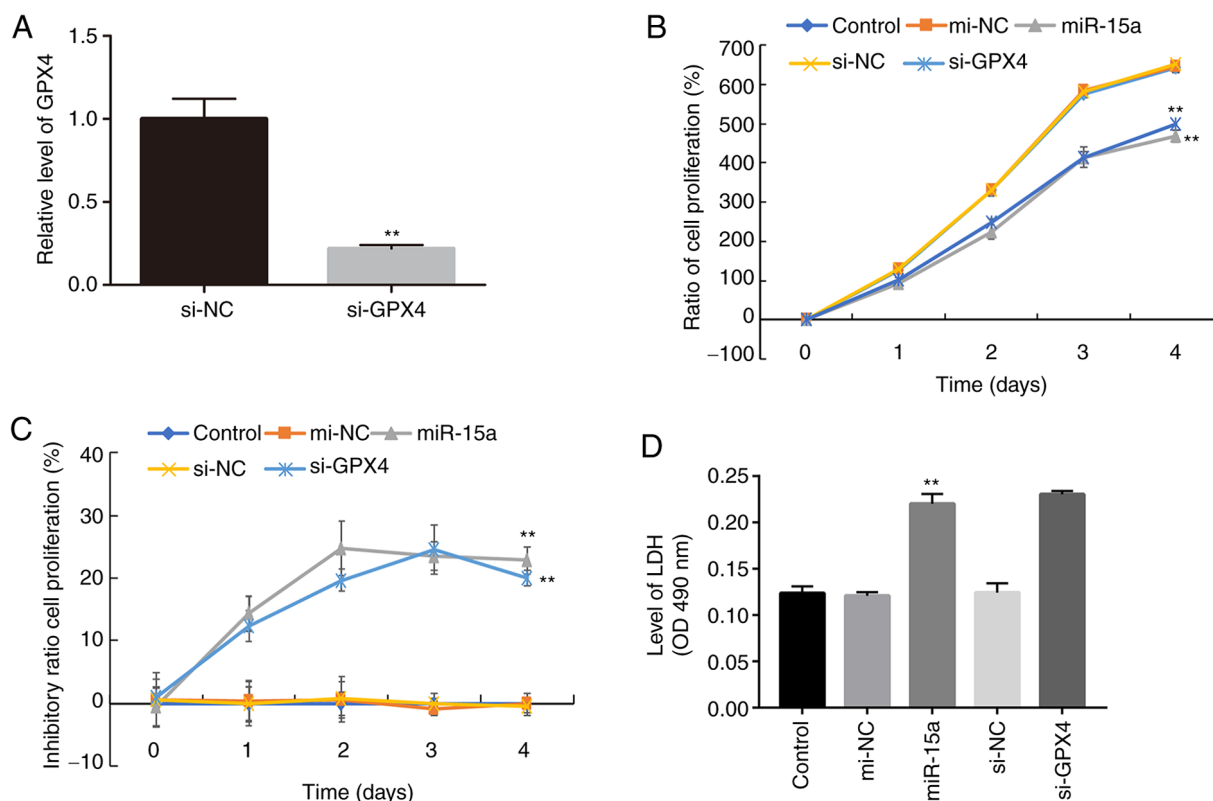 A
Relative level of GPX4
1.5
1.0
0.5
0.0
**
si-NC
si-GPX4
B
Control
mi-NC
miR-15a
si-NC
si-GPX4
Ratio of cell proliferation (%)
700
600
500
400
300
200
100
0
–100
**
**
0
1
2
3
4
Time (days)
C
Control
mi-NC
miR-15a
si-NC
si-GPX4
Inhibitory ratio cell proliferation (%)
40
30
20
10
0
–10
**
**
0
1
2
3
4
Time (days)
D
Level of LDH
(OD 490 nm)
0.25
0.20
0.15
0.10
0.05
0.00
**
Control
mi-NC
miR-15a
si-NC
si-GPX4